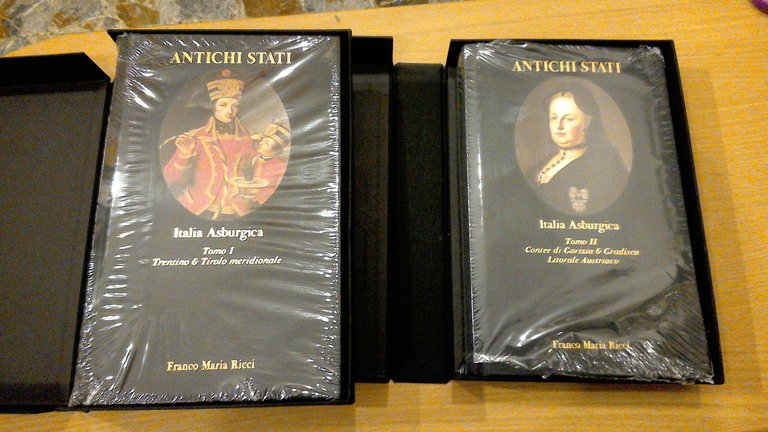 ANTICHI STATI
Italia Asburgica
Tomo I
Trentino & Tirolo meridionale
Franco Maria Ricci
ANTICHI STATI
Italia Asburgica
Tomo II
Contee di Gorizia & Gradisca
Litorale Austriaco
Franco Maria Ricci